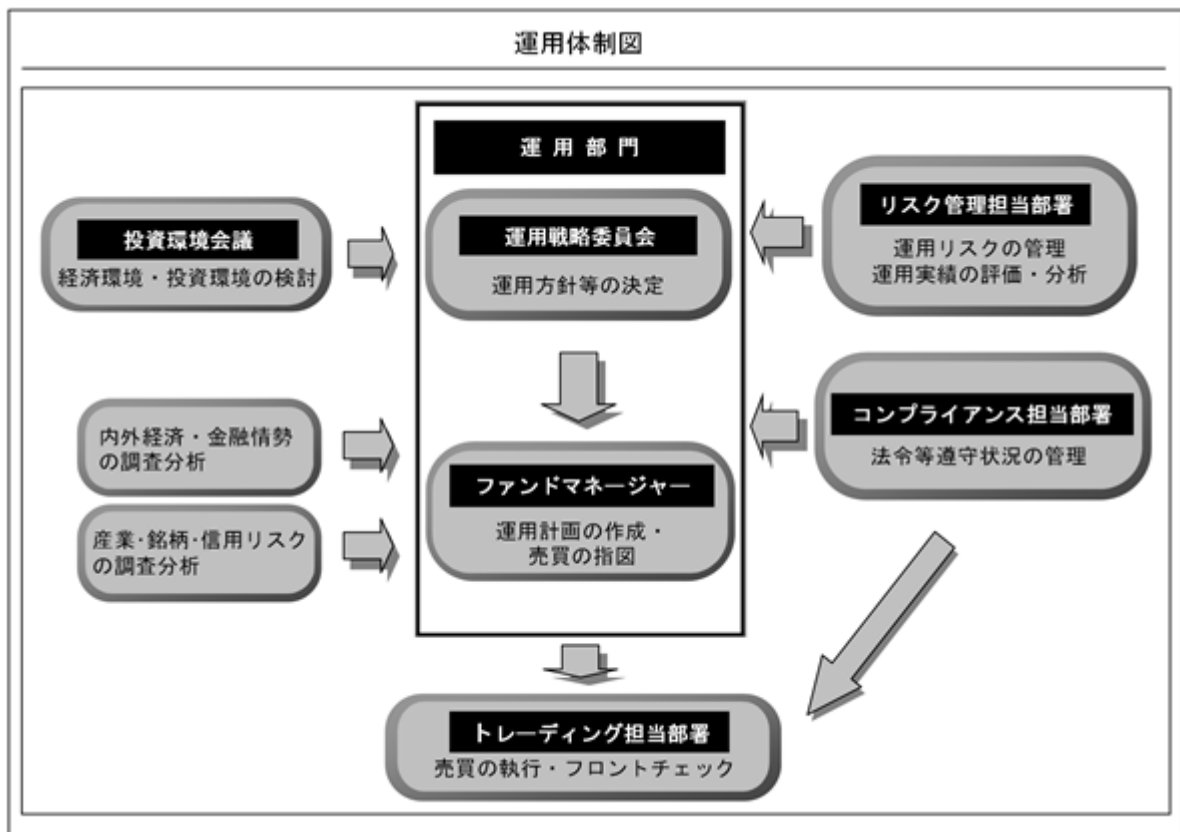 運用体制図
運用部門
投資環境会議
経済環境・投資環境の検討
運用戦略委員会
運用方針等の決定
リスク管理担当部署
運用リスクの管理
運用実績の評価・分析
内外経済・金融情勢
の調査分析
産業・銘柄・信用リスク
の調査分析
ファンドマネージャー
運用計画の作成・
売買の指図
コンプライアンス担当部署
法令等遵守状況の管理
トレーディング担当部署
売買の執行・フロントチェック